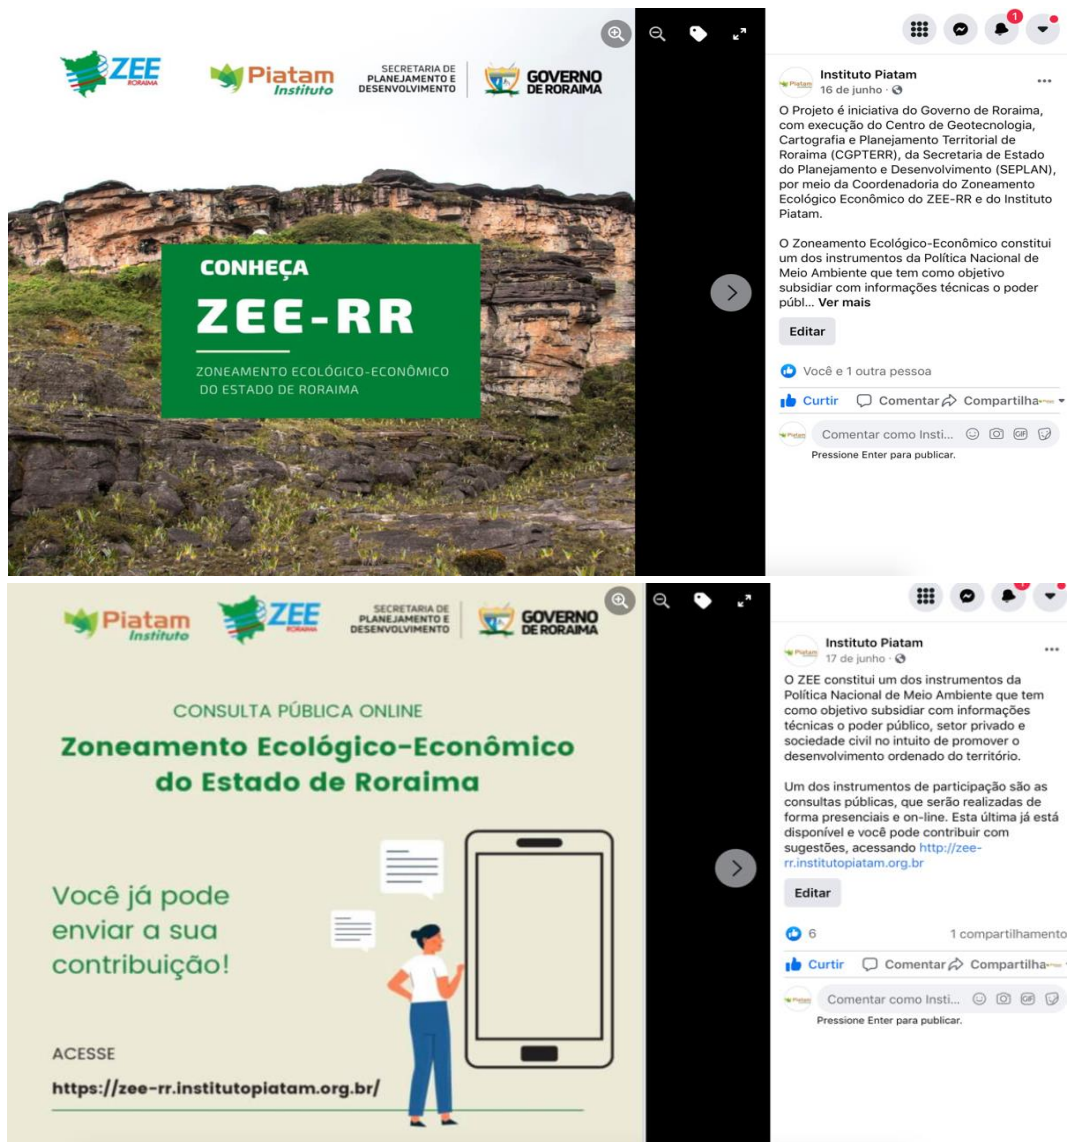 ZEE
RORAIMA
Piatam
Instituto
SECRETARIA DE
PLANEJAMENTO E
DESENVOLVIMENTO
GOVERNO
DE RORAIMA
CONHEÇA
ZEE-RR
ZONEAMENTO ECOLÓGICO-ECONÔMICO
DO ESTADO DE RORAIMA
1
Instituto Piatam
16 de junho ·
O Projeto é iniciativa do Governo de Roraima,
com execução do Centro de Geotecnologia,
Cartografia e Planejamento Territorial de
Roraima (CGPTERR), da Secretaria de Estado
do Planejamento e Desenvolvimento (SEPLAN),
por meio da Coordenadoria do Zoneamento
Ecológico Econômico do ZEE-RR e do Instituto
Piatam.
O Zoneamento Ecológico-Econômico constitui
um dos instrumentos da Política Nacional de
Meio Ambiente que tem como objetivo
subsidiar com informações técnicas o poder
públ... Ver mais
Editar
Você e 1 outra pessoa
Curtir Comentar Compartilha
Comentar como Insti... GIF
Pressione Enter para publicar.
Piatam
Instituto
ZEE
RORAIMA
SECRETARIA DE
PLANEJAMENTO E
DESENVOLVIMENTO
GOVERNO
DE RORAIMA
CONSULTA PÚBLICA ONLINE
Zoneamento Ecológico-Econômico
do Estado de Roraima
Você já pode
enviar a sua
contribuição!
ACESSE
https://zee-rr.institutopiatam.org.br/
Instituto Piatam
17 de junho ·
O ZEE constitui um dos instrumentos da
Política Nacional de Meio Ambiente que tem
como objetivo subsidiar com informações
técnicas o poder público, setor privado e
sociedade civil no intuito de promover o
desenvolvimento ordenado do território.
Um dos instrumentos de participação são as
consultas públicas, que serão realizadas de
forma presenciais e on-line. Esta última já está
disponível e você pode contribuir com
sugestões, acessando http://zee-
rr.institutopiatam.org.br
Editar
6 1 compartilhamento
Curtir Comentar Compartilha
Comentar como Insti... GIF
Pressione Enter para publicar.